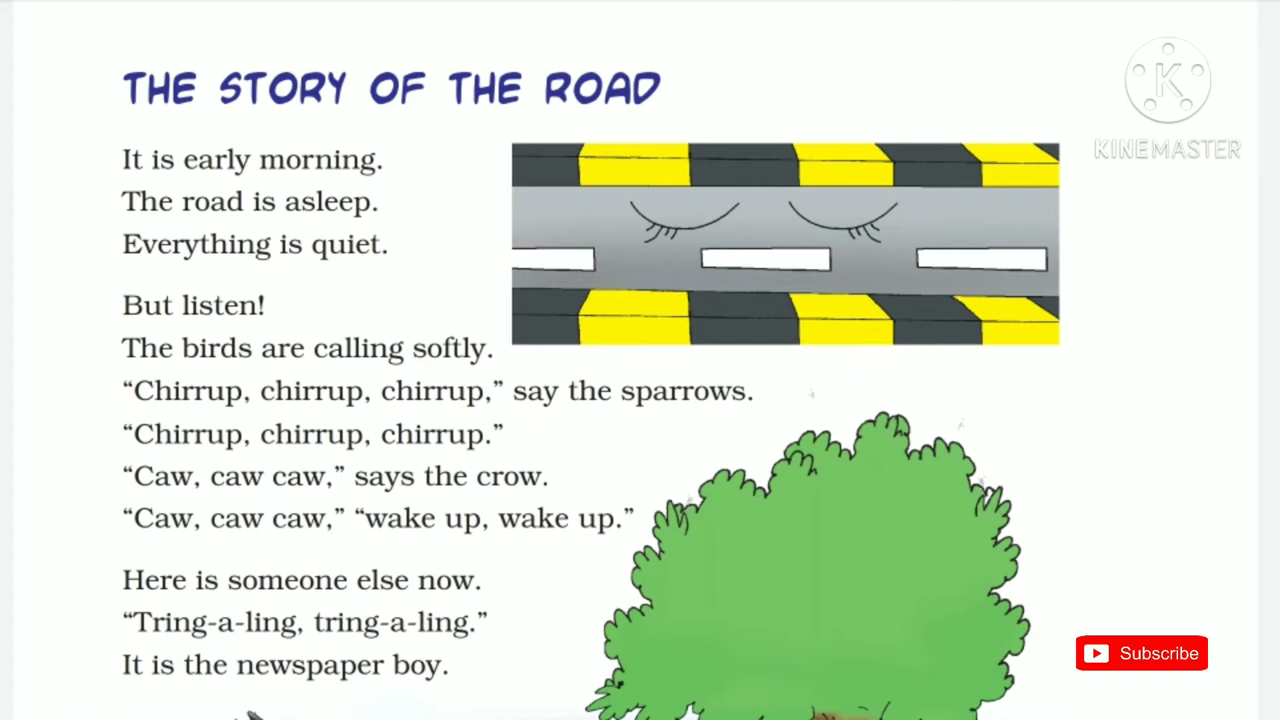 THE STORY OF THE ROAD
K
KINEMASTER
It is early morning.
The road is asleep.
Everything is quiet.
But listen!
The birds are calling softly.
“Chirrup, chirrup, chirrup,” say the sparrows.
“Chirrup, chirrup, chirrup.”
“Caw, caw caw,” says the crow.
“Caw, caw caw,” “wake up, wake up.”
Here is someone else now.
“Tring-a-ling, tring-a-ling.”
It is the newspaper boy.
Subscribe